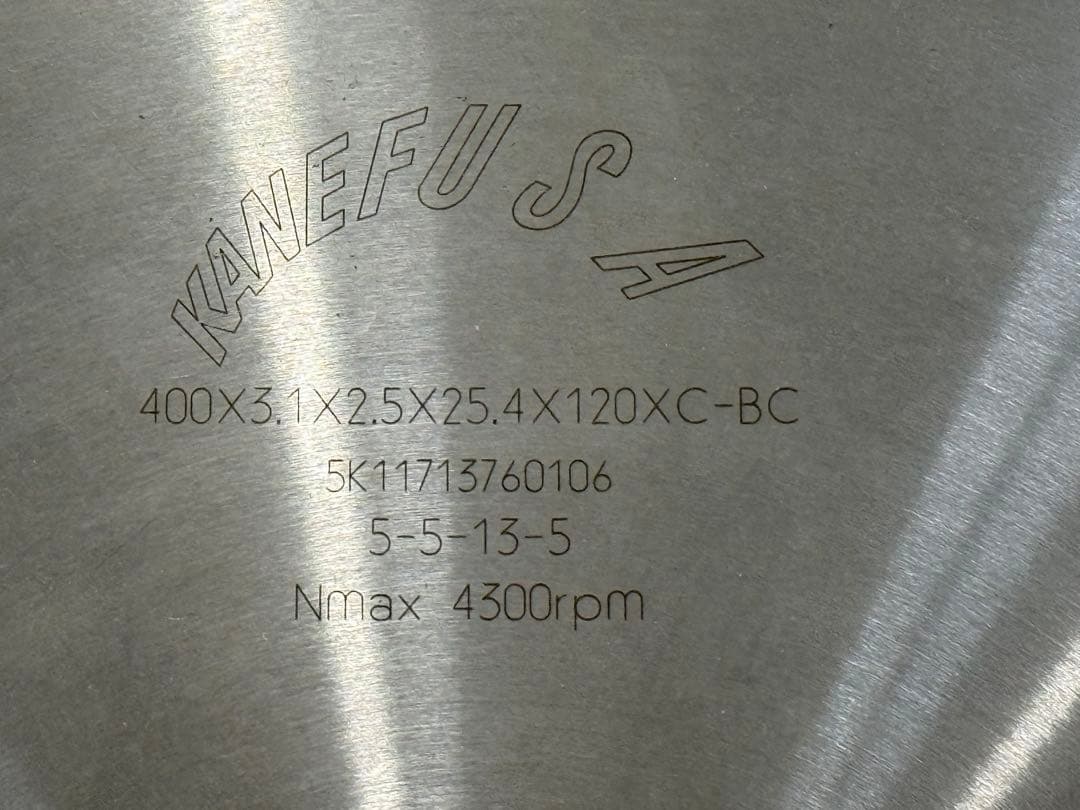 KANEFUSA
400X3.1X2.5X25.4X120XC-BC
5K11713760106
5-5-13-5
Nmax 4300rpm